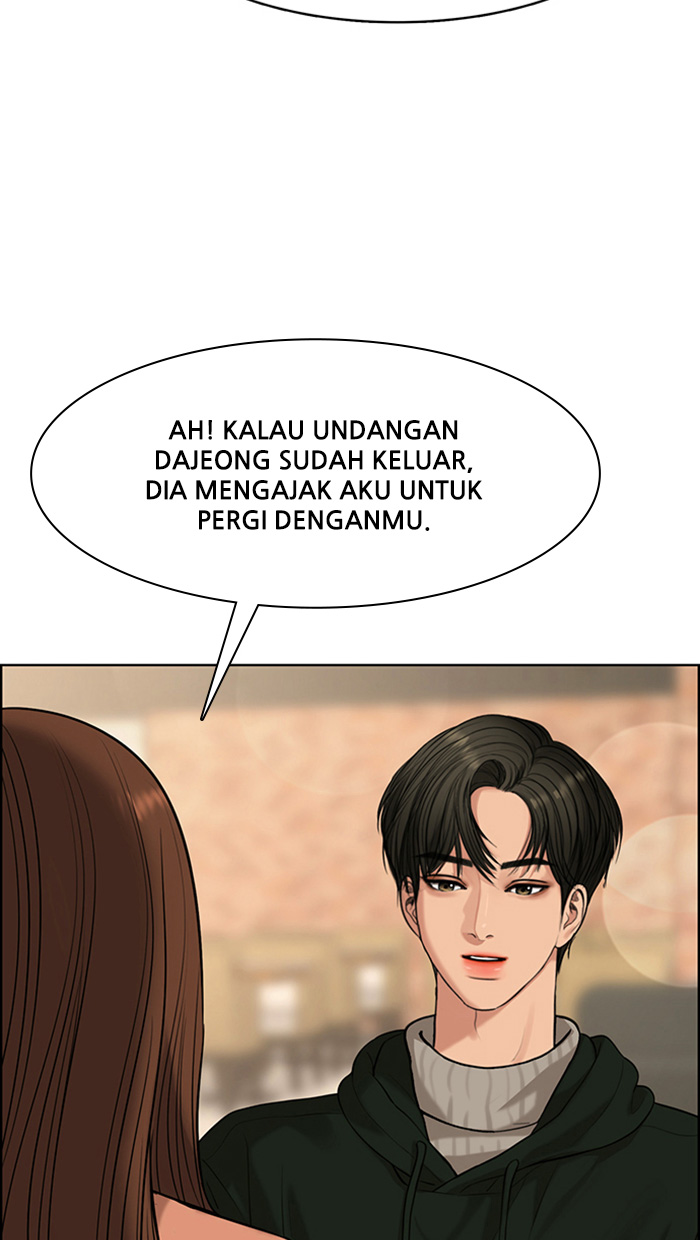 AH! KALAU UNDANGAN
DAJEONG SUDAH KELUAR,
DIA MENGAJAK AKU UNTUK
PERGI DENGANMU.